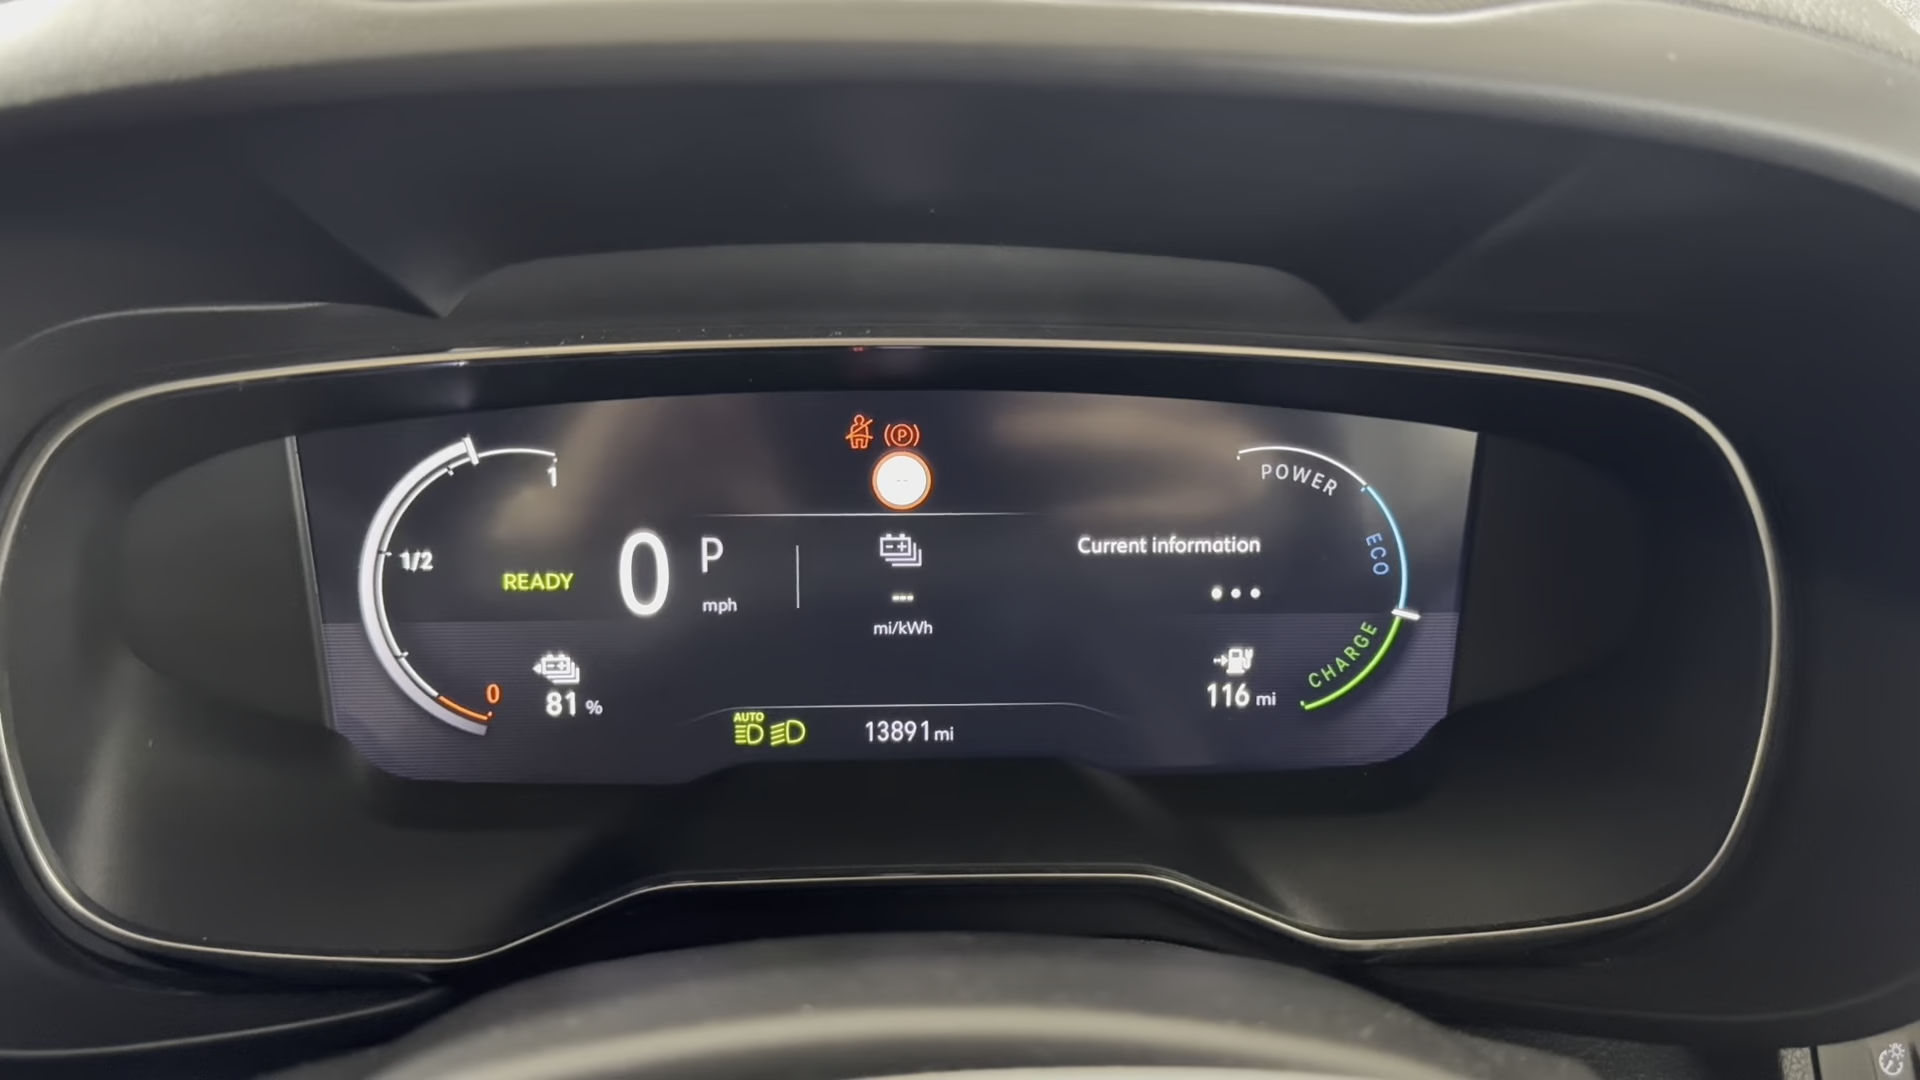 1
POWER
1/2
ECO
READY
0
P
mph
--
---
mi/kWh
Current information
...
CHARGE
0
81 %
116 mi
AUTO
13891 mi